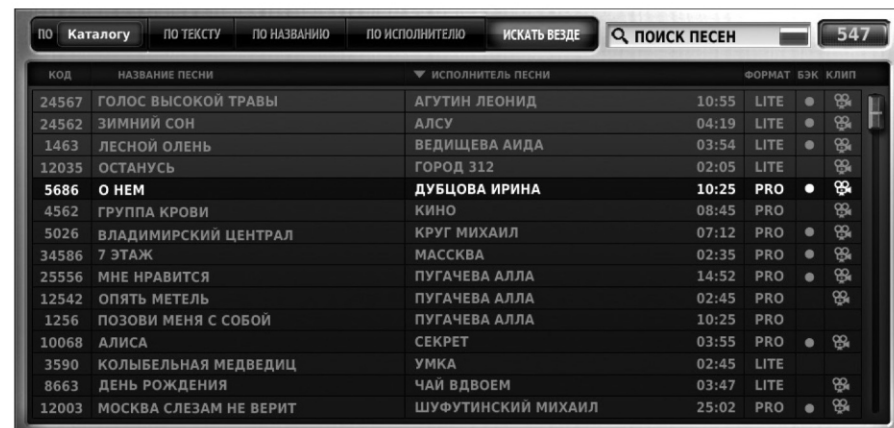 ПО Каталогу ПО ТЕКСТУ ПО НАЗВАНИЮ ПО ИСПОЛНИТЕЛЮ ИСКАТЬ ВЕЗДЕ ПОИСК ПЕСЕН 547
КОД НАЗВАНИЕ ПЕСНИ ▼ ИСПОЛНИТЕЛЬ ПЕСНИ ФОРМАТ БЭК КЛИП
24567 ГОЛОС ВЫСОКОЙ ТРАВЫ АГУТИН ЛЕОНИД 10:55 LITE
24562 ЗИМНИЙ СОН АЛСУ 04:19 LITE
1463 ЛЕСНОЙ ОЛЕНЬ ВЕДИЩЕВА АИДА 03:54 LITE
12035 ОСТАНУСЬ ГОРОД 312 02:05 LITE
5686 О НЕМ ДУБЦОВА ИРИНА 10:25 PRO
4562 ГРУППА КРОВИ КИНО 08:45 PRO
5026 ВЛАДИМИРСКИЙ ЦЕНТРАЛ КРУГ МИХАИЛ 07:12 PRO
34586 7 ЭТАЖ МАССКВА 02:35 PRO
25556 МНЕ НРАВИТСЯ ПУГАЧЕВА АЛЛА 14:52 PRO
12542 ОПЯТЬ МЕТЕЛЬ ПУГАЧЕВА АЛЛА 02:45 PRO
1256 ПОЗОВИ МЕНЯ С СОБОЙ ПУГАЧЕВА АЛЛА 10:25 PRO
10068 АЛИСА СЕКРЕТ 03:55 PRO
3590 КОЛЫБЕЛЬНАЯ МЕДВЕДИЦ УМКА 02:45 LITE
8663 ДЕНЬ РОЖДЕНИЯ ЧАЙ ВДВОЕМ 03:47 LITE
12003 МОСКВА СЛЕЗАМ НЕ ВЕРИТ ШУФУТИНСКИЙ МИХАИЛ 25:02 PRO